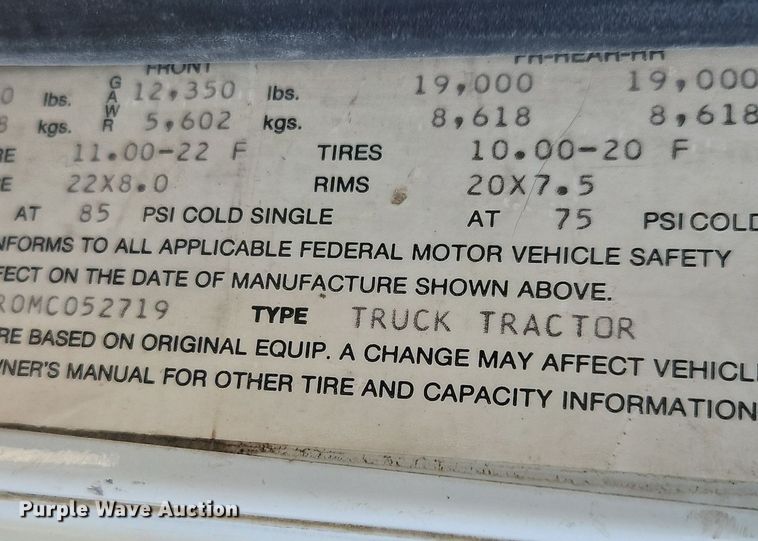 FRONT FR-REAR-RR
0 lbs. GAWR 12,350 lbs. 19,000 19,000
kgs. 5,602 kgs. 8,618 8,618
RE 11.00-22 F TIRES 10.00-20 F
E 22X8.0 RIMS 20X7.5
AT 85 PSI COLD SINGLE AT 75 PSI COLD
NFORMS TO ALL APPLICABLE FEDERAL MOTOR VEHICLE SAFETY
FECT ON THE DATE OF MANUFACTURE SHOWN ABOVE.
ROMC052719 TYPE TRUCK TRACTOR
RE BASED ON ORIGINAL EQUIP. A CHANGE MAY AFFECT VEHICL
WNER'S MANUAL FOR OTHER TIRE AND CAPACITY INFORMATION
Purple Wave Auction